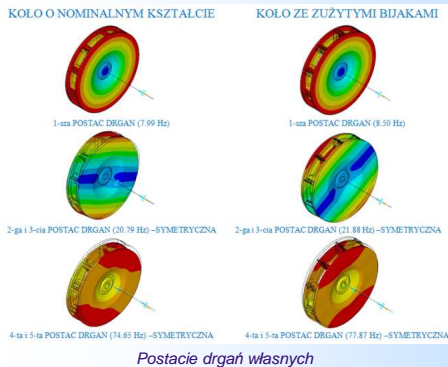 KOŁO O NOMINALNYM KSZTAŁCIE
KOŁO ZE ZUŻYTYMI BIJAKAMI
1-sza POSTAC DRGAN (7.99 Hz)
1-sza POSTAC DRGAN (8.50 Hz)
2-ga i 3-cia POSTAC DRGAN (20.79 Hz) –SYMETRYCZNA
2-ga i 3-cia POSTAC DRGAN (21.88 Hz) –SYMETRYCZNA
4-ta i 5-ta POSTAC DRGAN (74.65 Hz) –SYMETRYCZNA
4-ta i 5-ta POSTAC DRGAN (77.87 Hz) –SYMETRYCZNA
Postacie drgań własnych